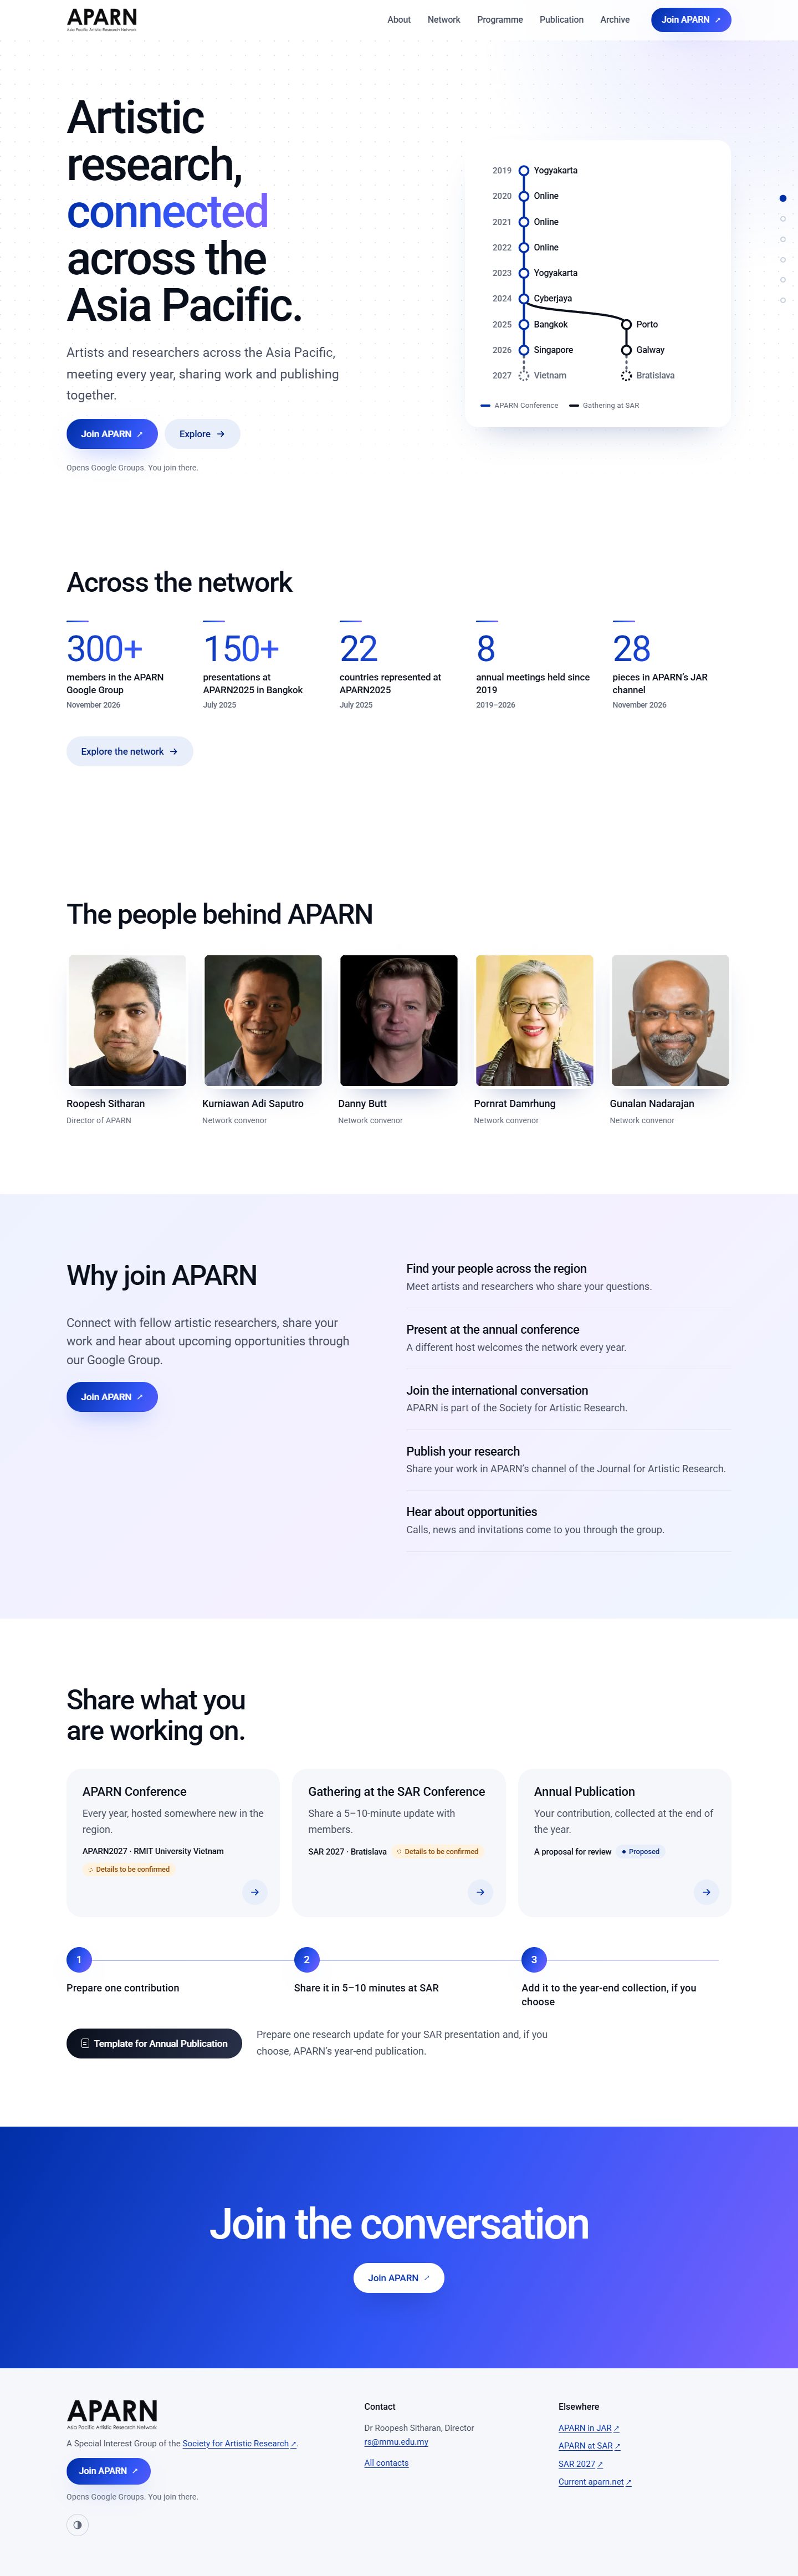 APARN
Asia Pacific Artistic Research Network
About Network Programme Publication Archive Join APARN ↗
Artistic
research,
connected
across the
Asia Pacific.
Artists and researchers across the Asia Pacific,
meeting every year, sharing work and publishing
together.
Join APARN ↗ Explore →
Opens Google Groups. You join there.
2019 Yogyakarta
2020 Online
2021 Online
2022 Online
2023 Yogyakarta
2024 Cyberjaya
2025 Bangkok Porto
2026 Singapore Galway
2027 Vietnam Bratislava
APARN Conference Gathering at SAR
Across the network
300+
members in the APARN
Google Group
November 2026
150+
presentations at
APARN2025 in Bangkok
July 2025
22
countries represented at
APARN2025
July 2025
8
annual meetings held since
2019
2019–2026
28
pieces in APARN's JAR
channel
November 2026
Explore the network →
The people behind APARN
Roopesh Sitharan
Director of APARN
Kurniawan Adi Saputro
Network convenor
Danny Butt
Network convenor
Pornrat Damrhung
Network convenor
Gunalan Nadarajan
Network convenor
Why join APARN
Connect with fellow artistic researchers, share your
work and hear about upcoming opportunities through
our Google Group.
Join APARN ↗
Find your people across the region
Meet artists and researchers who share your questions.
Present at the annual conference
A different host welcomes the network every year.
Join the international conversation
APARN is part of the Society for Artistic Research.
Publish your research
Share your work in APARN's channel of the Journal for Artistic Research.
Hear about opportunities
Calls, news and invitations come to you through the group.
Share what you
are working on.
APARN Conference
Every year, hosted somewhere new in the
region.
APARN2027 · RMIT University Vietnam
Details to be confirmed
→
Gathering at the SAR Conference
Share a 5–10-minute update with
members.
SAR 2027 · Bratislava Details to be confirmed
→
Annual Publication
Your contribution, collected at the end of
the year.
A proposal for review Proposed
→
1
Prepare one contribution
2
Share it in 5–10 minutes at SAR
3
Add it to the year-end collection, if you
choose
Template for Annual Publication
Prepare one research update for your SAR presentation and, if you
choose, APARN's year-end publication.
Join the conversation
Join APARN ↗
APARN
Asia Pacific Artistic Research Network
A Special Interest Group of the Society for Artistic Research ↗.
Join APARN ↗
Opens Google Groups. You join there.
Contact
Dr Roopesh Sitharan, Director
rs@mmu.edu.my
All contacts
Elsewhere
APARN in JAR ↗
APARN at SAR ↗
SAR 2027 ↗
Current aparn.net ↗